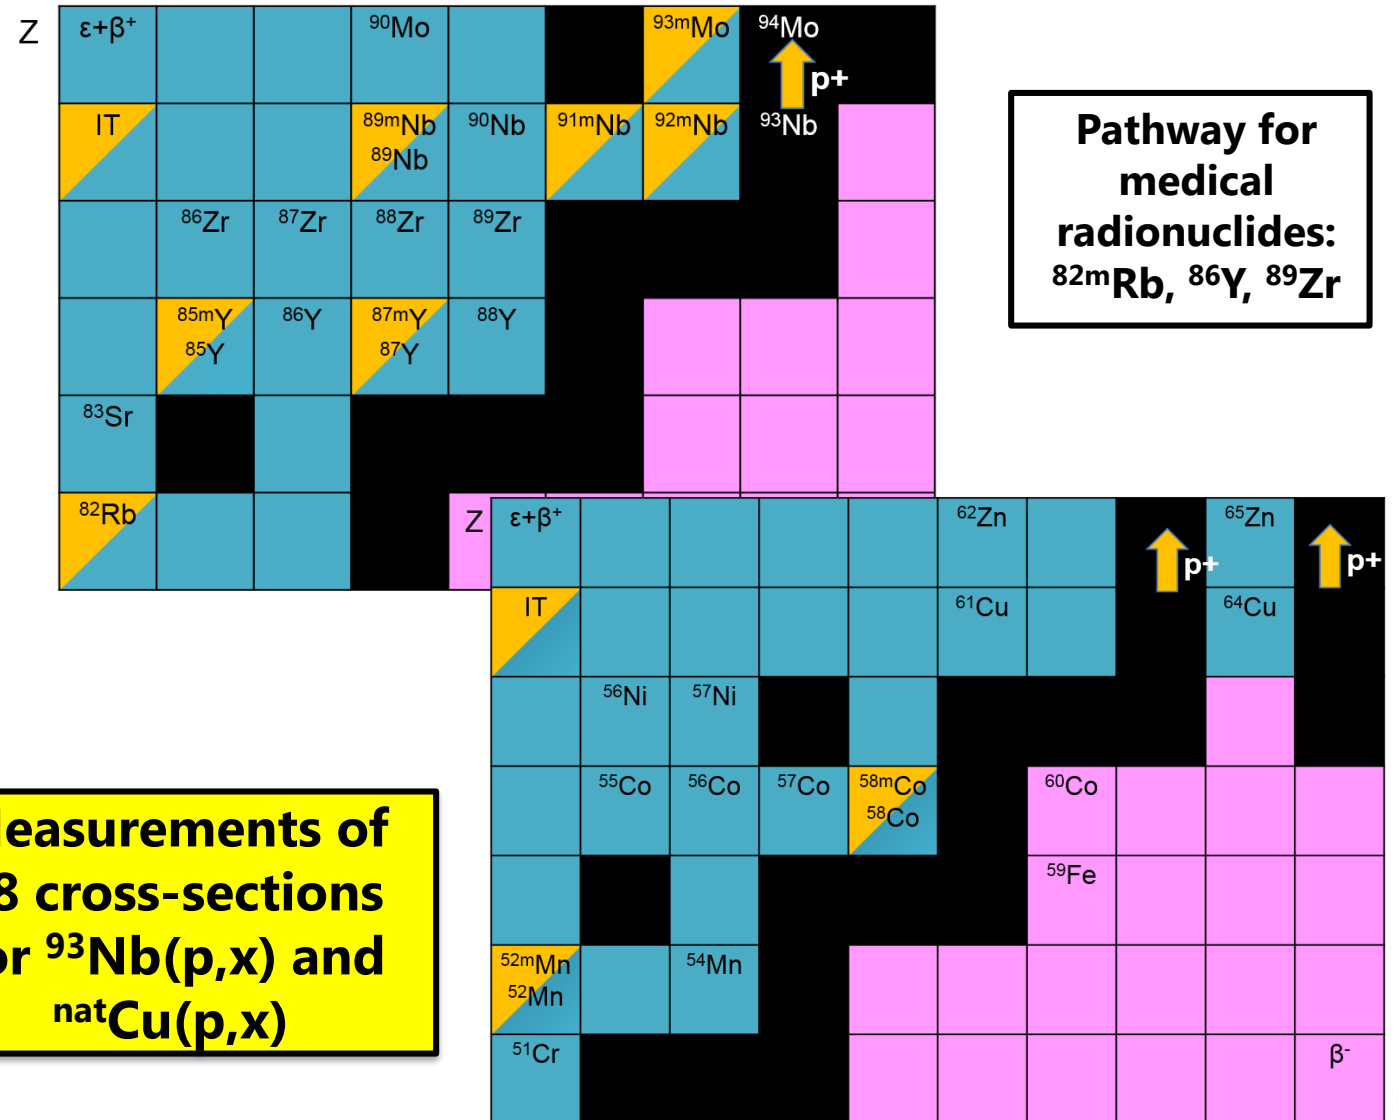 Z ε+β⁺ ⁹⁰Mo ⁹³ᵐMo ⁹⁴Mo
p+
IT ⁸⁹ᵐNb ⁹⁰Nb ⁹¹ᵐNb ⁹²ᵐNb ⁹³Nb
⁸⁹Nb
⁸⁶Zr ⁸⁷Zr ⁸⁸Zr ⁸⁹Zr
⁸⁵ᵐY ⁸⁶Y ⁸⁷ᵐY ⁸⁸Y
⁸⁵Y ⁸⁷Y
⁸³Sr
⁸²Rb
Pathway for
medical
radionuclides:
⁸²ᵐRb, ⁸⁶Y, ⁸⁹Zr
Z ε+β⁺ ⁶²Zn ⁶⁵Zn
p+ p+
IT ⁶¹Cu ⁶⁴Cu
⁵⁶Ni ⁵⁷Ni
⁵⁵Co ⁵⁶Co ⁵⁷Co ⁵⁸ᵐCo ⁶⁰Co
⁵⁸Co
⁵⁹Fe
⁵²ᵐMn ⁵⁴Mn
⁵²Mn
⁵¹Cr β⁻
of
8 cross-sections
⁹³Nb(p,x) and
ⁿᵃᵗCu(p,x)